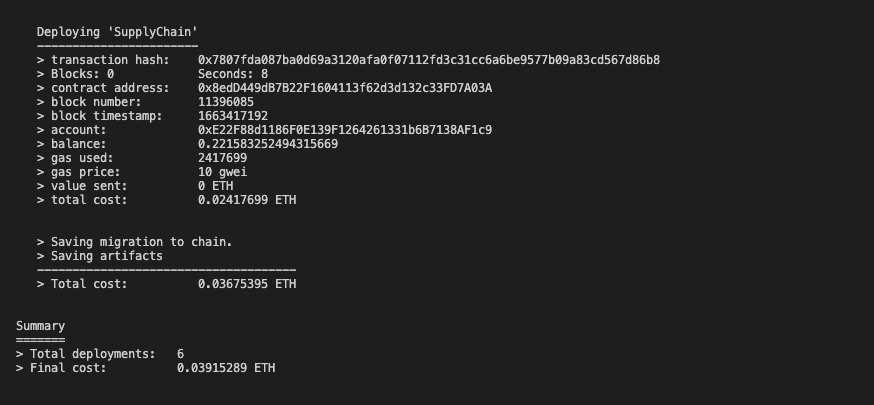 Deploying 'SupplyChain'
-----------------------
> transaction hash:    0x7807fda087ba0d69a3120afa0f07112fd3c31cc6a6be9577b09a83cd567d86b8
> Blocks: 0            Seconds: 8
> contract address:    0x8edD449dB7B22F1604113f62d3d132c33FD7A03A
> block number:        11396085
> block timestamp:     1663417192
> account:             0xE22F88d1186F0E139F1264261331b6B7138AF1c9
> balance:             0.221583252494315669
> gas used:            2417699
> gas price:           10 gwei
> value sent:          0 ETH
> total cost:          0.02417699 ETH
> Saving migration to chain.
> Saving artifacts
-------------------------------------
> Total cost:          0.03675395 ETH
Summary
=======
> Total deployments:   6
> Final cost:          0.03915289 ETH